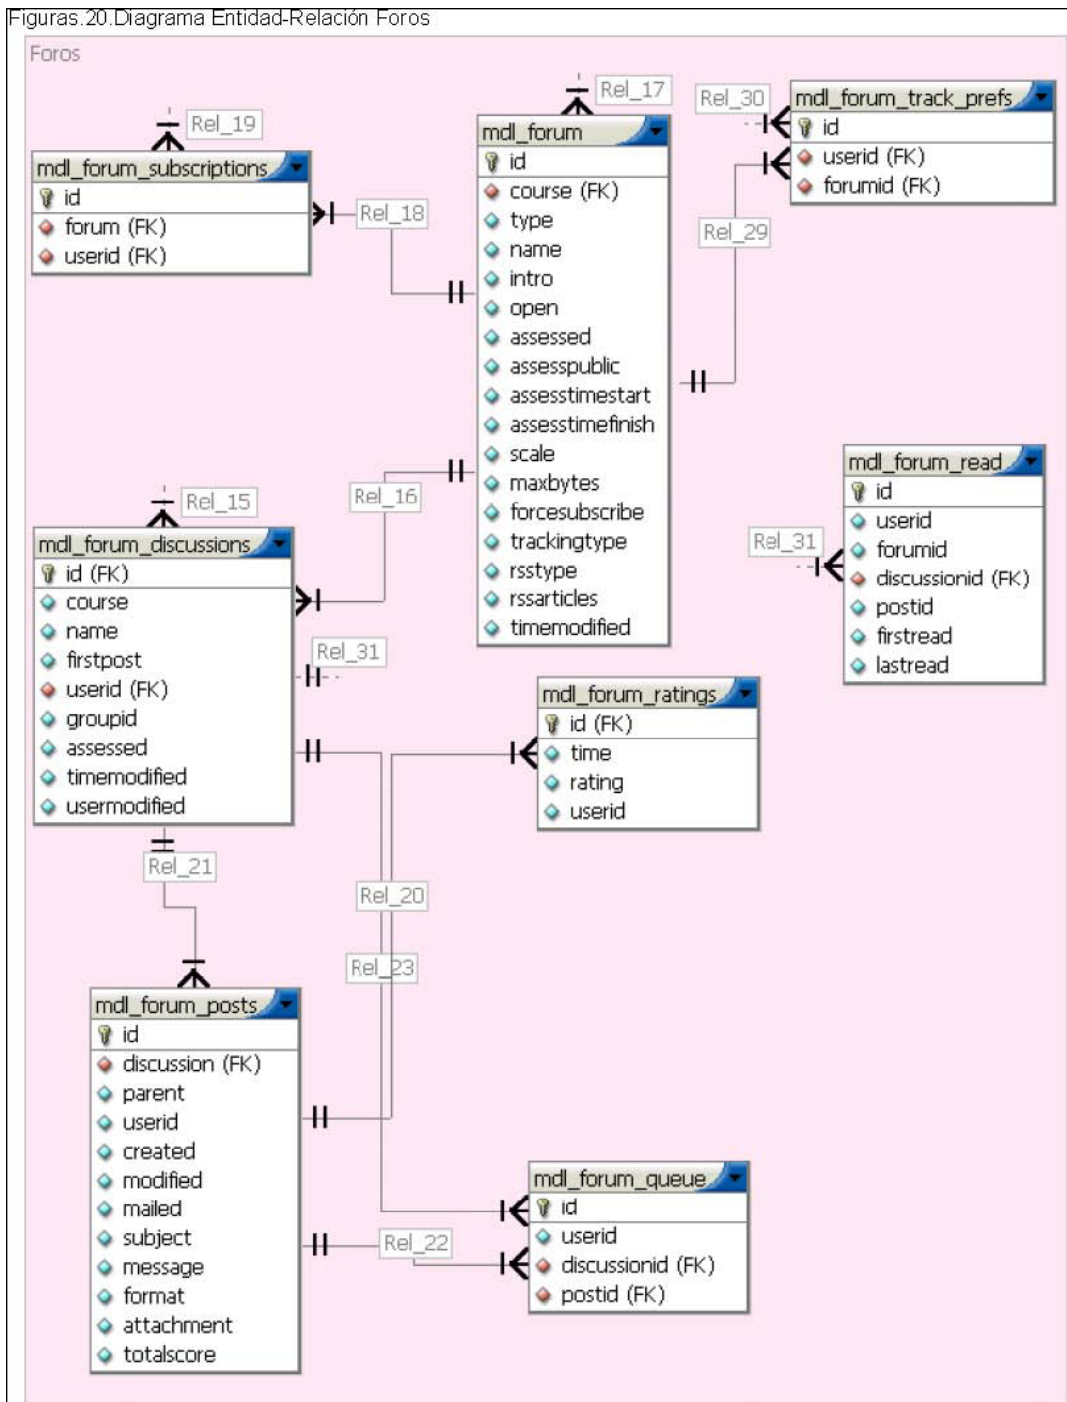 Figuras.20.Diagrama Entidad-Relación Foros
Foros
Rel_19
mdl_forum_subscriptions
id
forum (FK)
userid (FK)
Rel_18
Rel_17
mdl_forum
id
course (FK)
type
name
intro
open
assessed
assesspublic
assesstimestart
assesstimefinish
scale
maxbytes
forcesubscribe
trackingtype
rsstype
rssarticles
timemodified
Rel_30
mdl_forum_track_prefs
id
userid (FK)
forumid (FK)
Rel_29
mdl_forum_read
id
userid
forumid
discussionid (FK)
postid
firstread
lastread
Rel_31
Rel_16
Rel_15
mdl_forum_discussions
id (FK)
course
name
firstpost
userid (FK)
groupid
assessed
timemodified
usermodified
Rel_31
mdl_forum_ratings
id (FK)
time
rating
userid
Rel_21
Rel_20
Rel_23
mdl_forum_posts
id
discussion (FK)
parent
userid
created
modified
mailed
subject
message
format
attachment
totalscore
Rel_22
mdl_forum_queue
id
userid
discussionid (FK)
postid (FK)